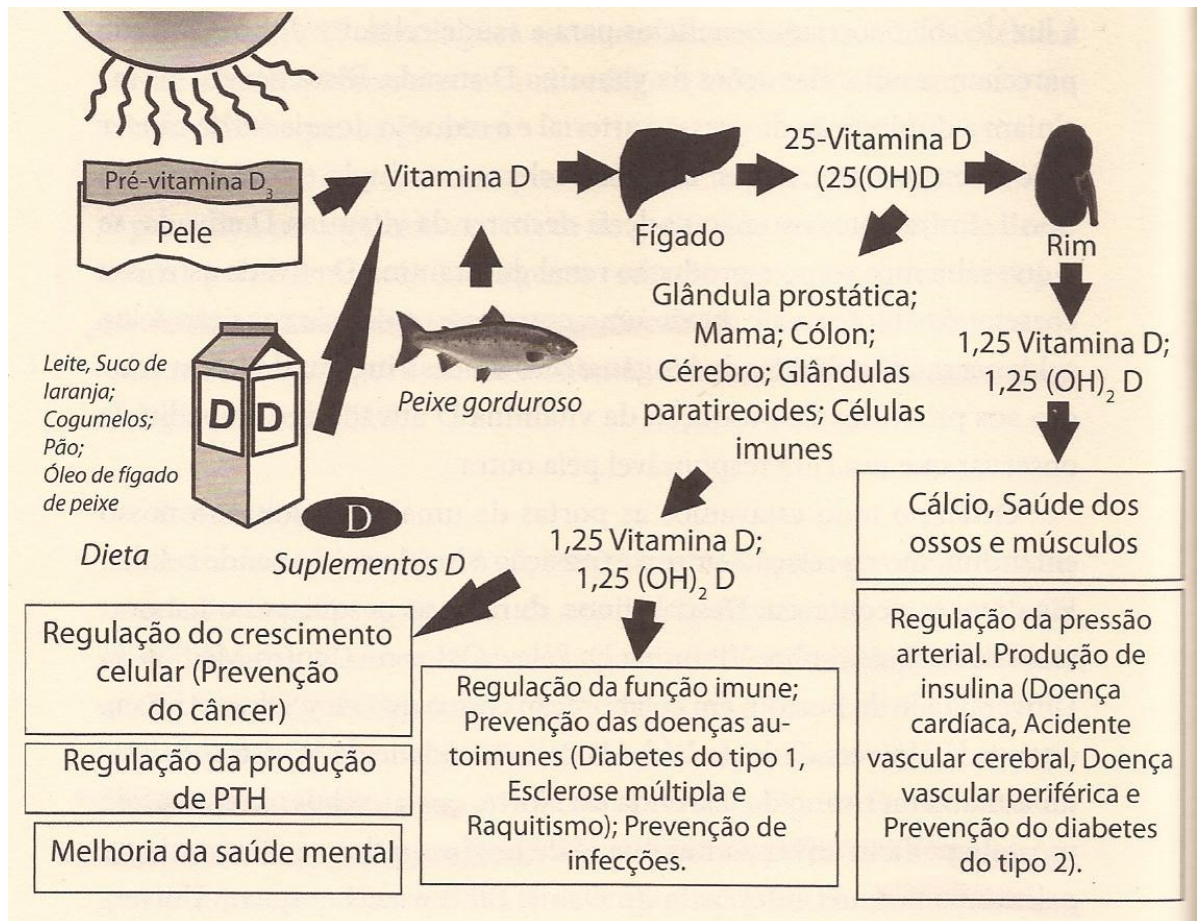 Pré-vitamina D3
Pele
Vitamina D
Fígado
25-Vitamina D
(25(OH)D
Rim
Leite, Suco de
laranja;
Cogumelos;
Pão;
Óleo de fígado
de peixe
Dieta
D D
D
Suplementos D
Peixe gorduroso
Glândula prostática;
Mama; Cólon;
Cérebro; Glândulas
paratireoides; Células
imunes
1,25 Vitamina D;
1,25 (OH)2 D
1,25 Vitamina D;
1,25 (OH)2 D
Regulação do crescimento
celular (Prevenção
do câncer)
Regulação da produção
de PTH
Melhoria da saúde mental
Regulação da função imune;
Prevenção das doenças au-
toimunes (Diabetes do tipo 1,
Esclerose múltipla e
Raquitismo); Prevenção de
infecções.
Cálcio, Saúde dos
ossos e músculos
Regulação da pressão
arterial. Produção de
insulina (Doença
cardíaca, Acidente
vascular cerebral, Doença
vascular periférica e
Prevenção do diabetes
do tipo 2).